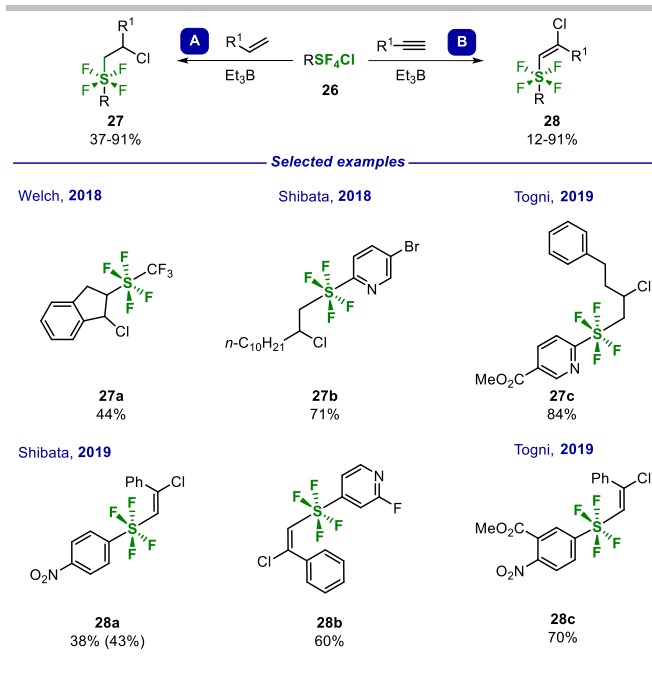 R¹ Cl F F S F F R
27
37-91%
A
R¹
Et₃B
RSF₄Cl
26
R¹
B
Et₃B
Cl R¹ F F S F F R
28
12-91%
Selected examples
Welch, 2018
Shibata, 2018
Togni, 2019
F F S CF₃ F F Cl
27a
44%
Br F F S N F F n-C₁₀H₂₁ Cl
27b
71%
Cl F F S F F N MeO₂C
27c
84%
Shibata, 2019
Togni, 2019
Ph Cl F F S F F O₂N
28a
38% (43%)
N F F F S F F Cl
28b
60%
Ph Cl F F S F F MeO₂C O₂N
28c
70%